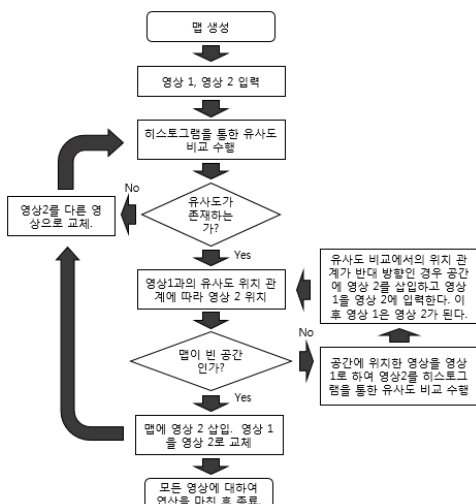 맵 생성
영상 1, 영상 2 입력
히스토그램을 통한 유사도
비교 수행
No
유사도가
존재하는
가?
영상2를 다른 영
상으로 교체.
Yes
영상1과의 유사도 위치 관
계에 따라 영상 2 위치
유사도 비교에서의 위치 관
계가 반대 방향인 경우 공간
에 영상 2를 삽입하고 영상
1을 영상 2에 입력한다. 이
후 영상 1은 영상 2가 된다.
No
맵이 빈 공간
인가?
공간에 위치한 영상을 영상
1로 하여 영상2를 히스토그
램을 통한 유사도 비교 수행
Yes
맵에 영상 2 삽입. 영상 1
을 영상 2로 교체
모든 영상에 대하여
연산을 마친 후 종료.